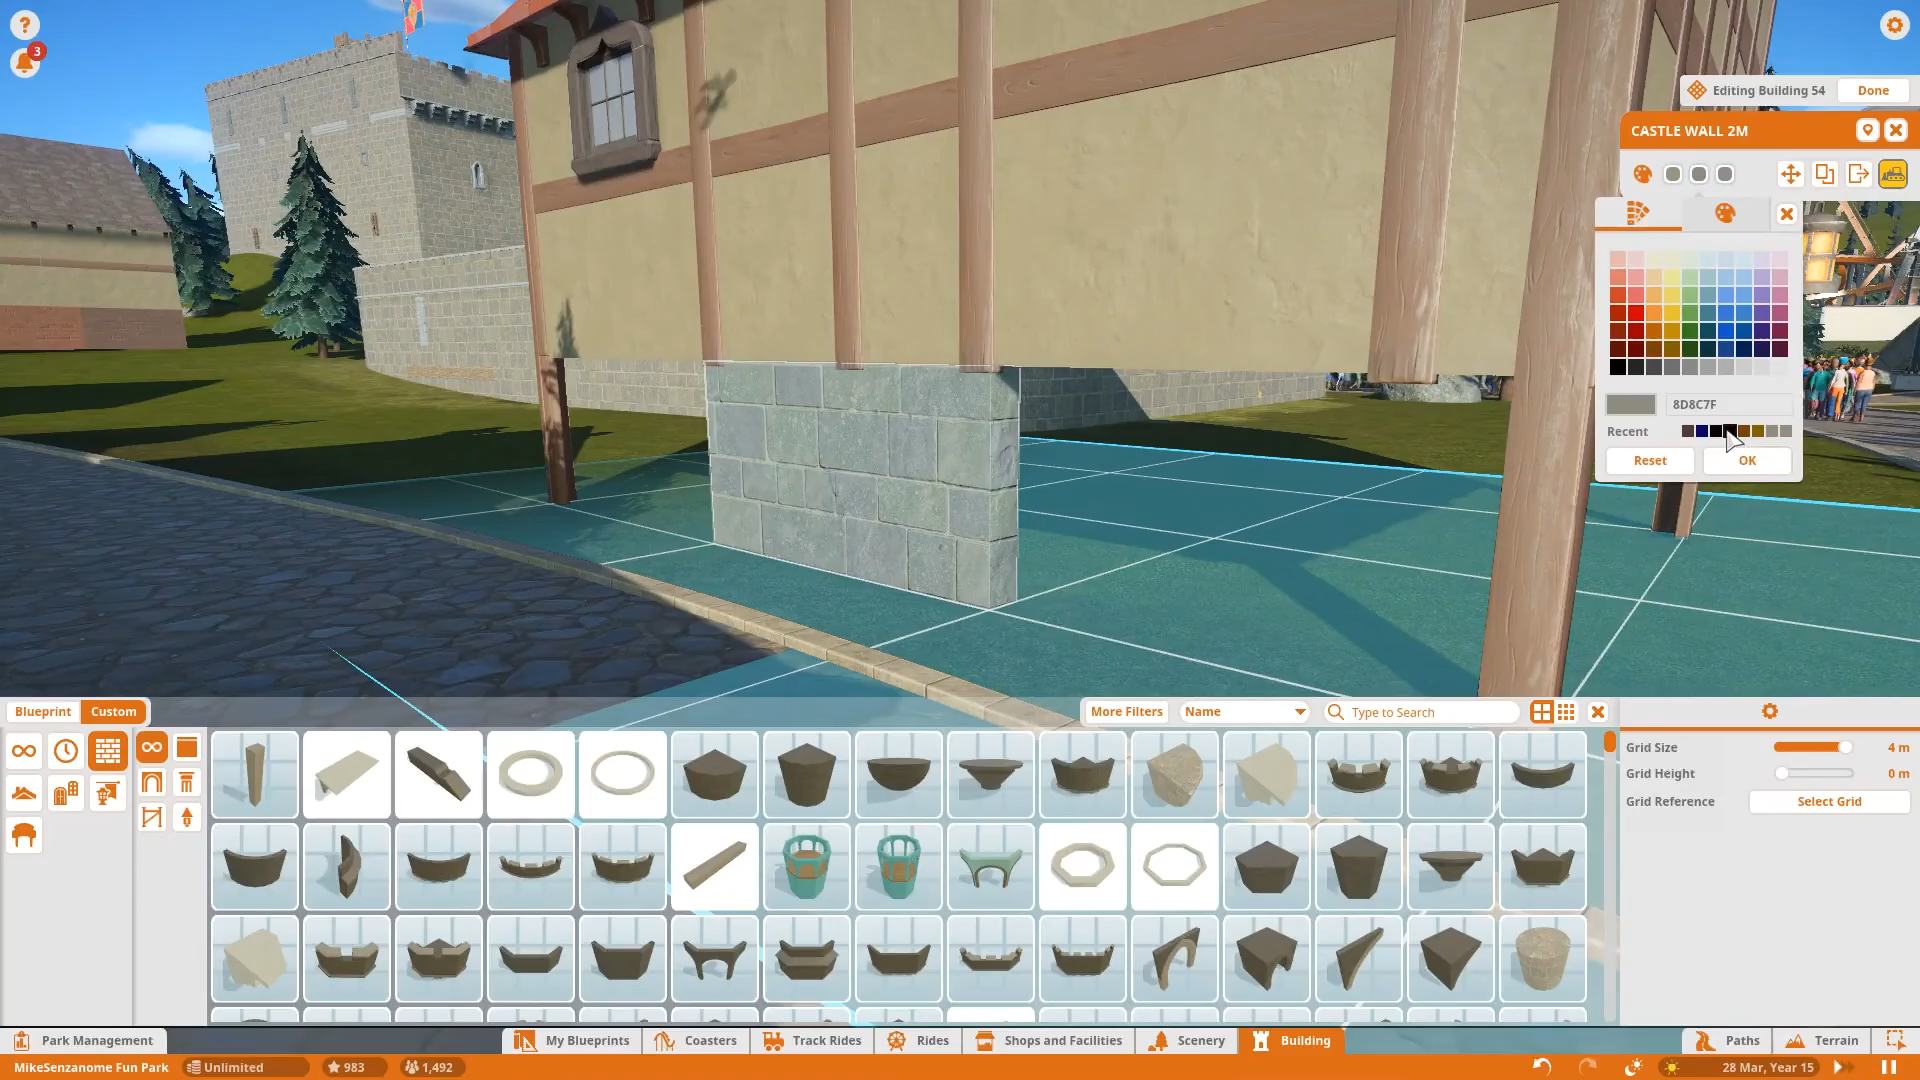 ?
3
Editing Building 54
Done
CASTLE WALL 2M
8D8C7F
Recent
Reset
OK
Blueprint
Custom
More Filters
Name
Type to Search
Grid Size
4 m
Grid Height
0 m
Grid Reference
Select Grid
Park Management
My Blueprints
Coasters
Track Rides
Rides
Shops and Facilities
Scenery
Building
Paths
Terrain
MikeSenzanome Fun Park
Unlimited
983
1,492
28 Mar, Year 15